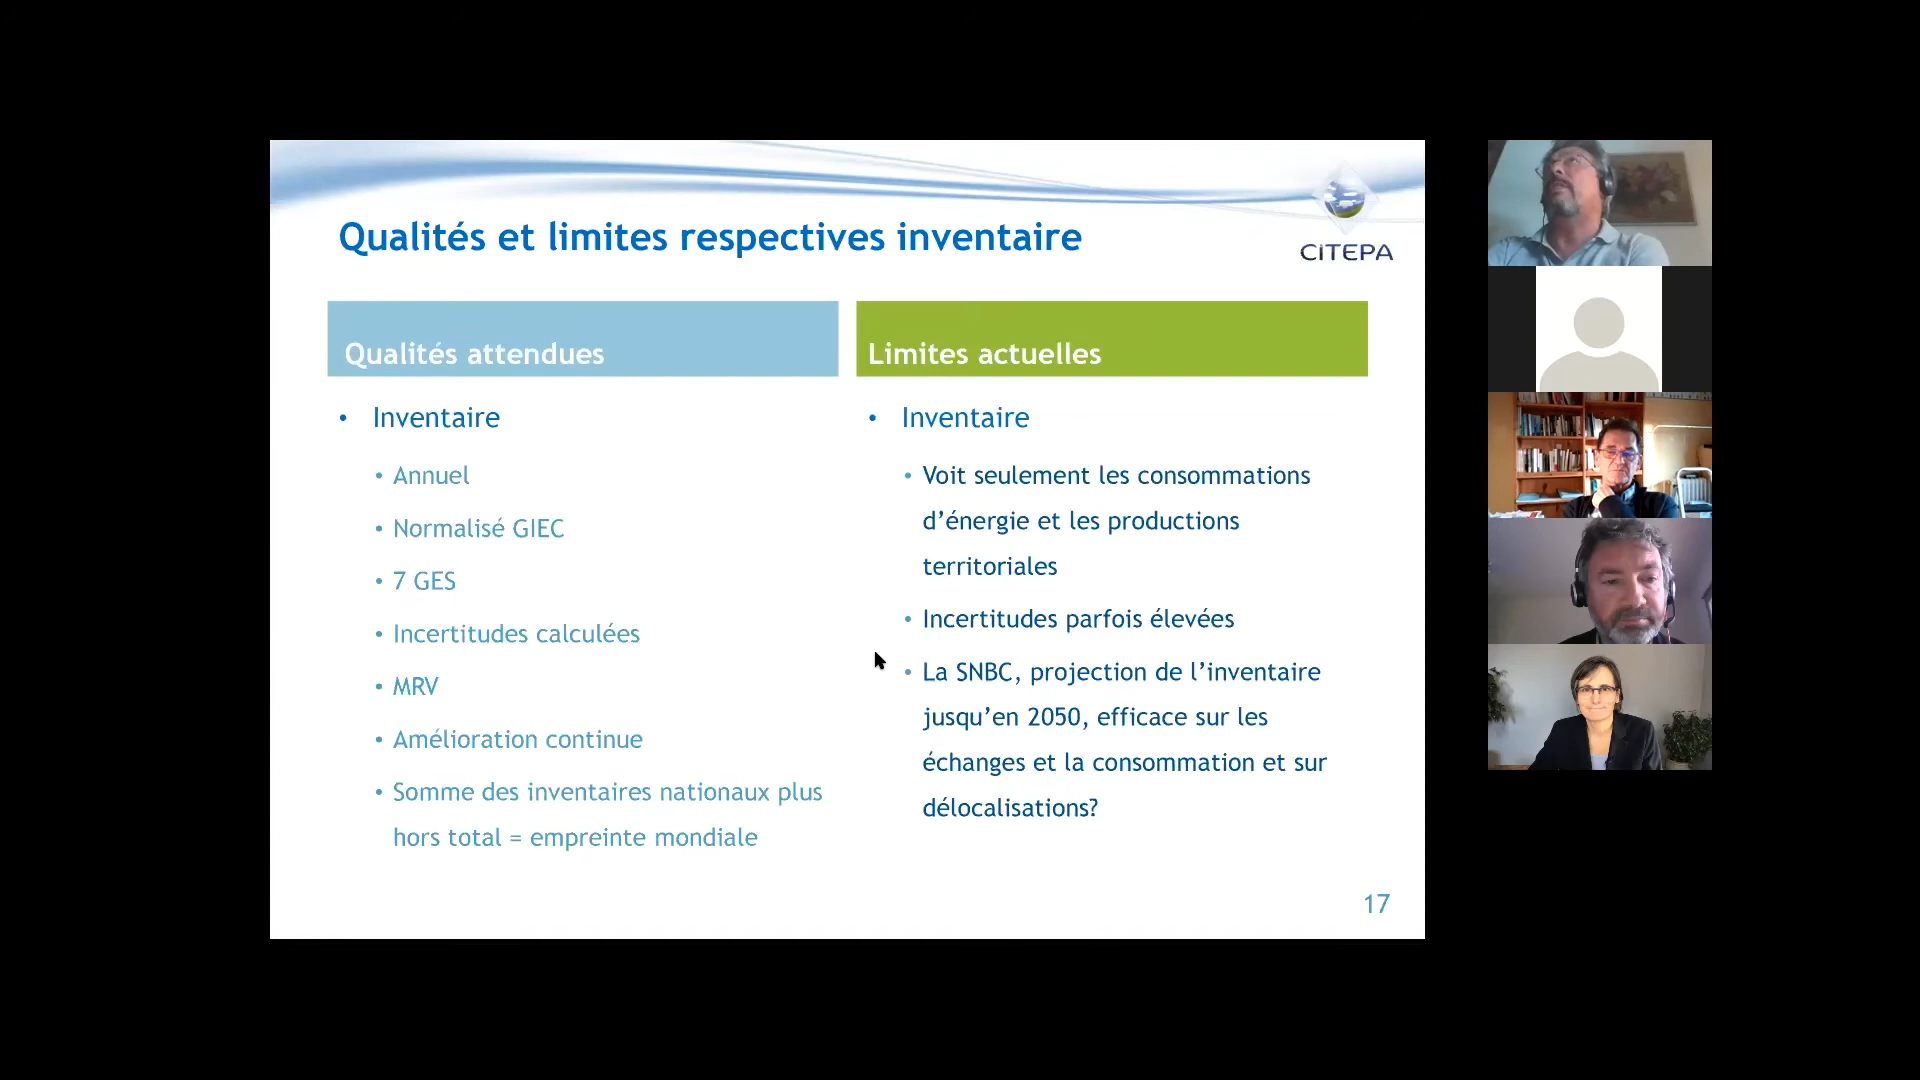 Qualités et limites respectives inventaire
CiTEPA
Qualités attendues
• Inventaire
• Annuel
• Normalisé GIEC
• 7 GES
• Incertitudes calculées
• MRV
• Amélioration continue
• Somme des inventaires nationaux plus
hors total = empreinte mondiale
Limites actuelles
• Inventaire
• Voit seulement les consommations
d’énergie et les productions
territoriales
• Incertitudes parfois élevées
• La SNBC, projection de l’inventaire
jusqu’en 2050, efficace sur les
échanges et la consommation et sur
délocalisations?
17